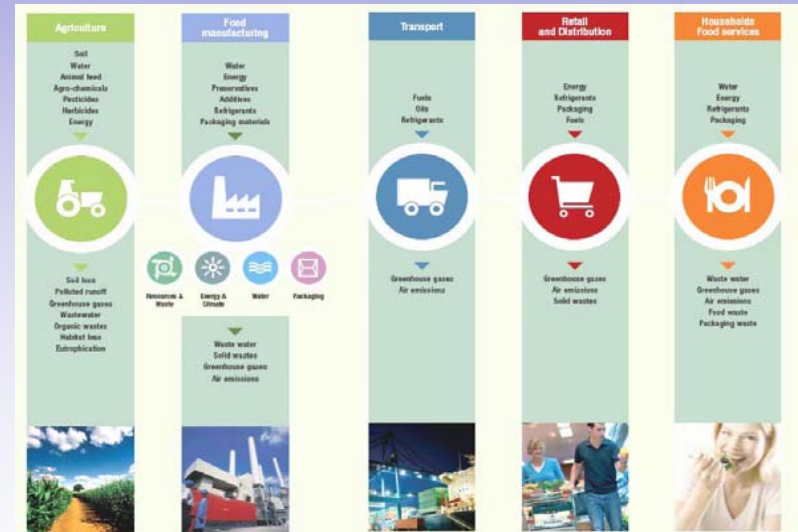 Agriculture
Soil
Water
Animal feed
Agro-chemicals
Pesticides
Herbicides
Energy
Soil loss
Polluted runoff
Greenhouse gases
Wastewater
Organic wastes
Habitat loss
Eutrophication
Food
manufacturing
Water
Energy
Preservatives
Additives
Refrigerants
Packaging materials
Resources &
Waste
Energy &
Climate
Water
Packaging
Waste water
Solid wastes
Greenhouse gases
Air emissions
Transport
Fuels
Oils
Refrigerants
Greenhouse gases
Air emissions
Retail
and Distribution
Energy
Refrigerants
Packaging
Fuels
Greenhouse gases
Air emissions
Solid wastes
Households
Food services
Water
Energy
Refrigerants
Packaging
Waste water
Greenhouse gases
Air emissions
Food waste
Packaging waste